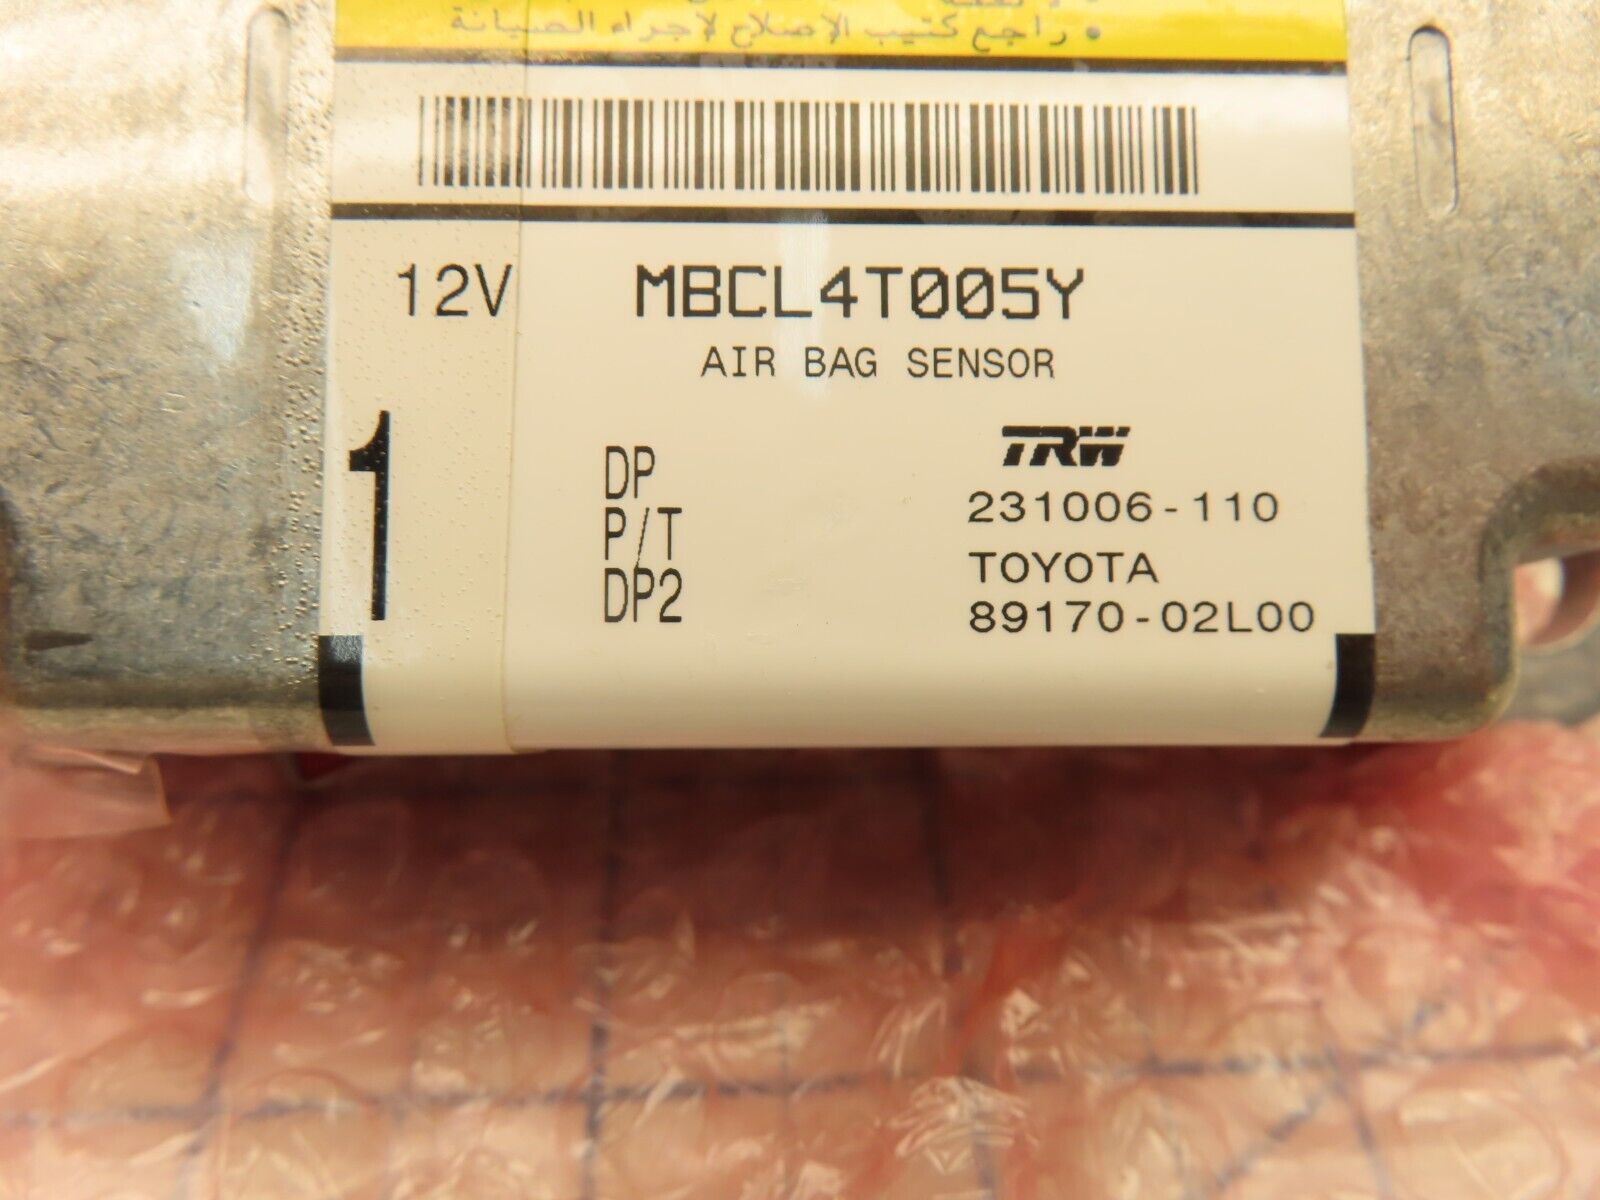 • راجع كتيب الإصلاح لإجراء الصيانة
12V MBCL4T005Y
AIR BAG SENSOR
1
TRW
DP 231006-110
P/T TOYOTA
DP2 89170-02L00